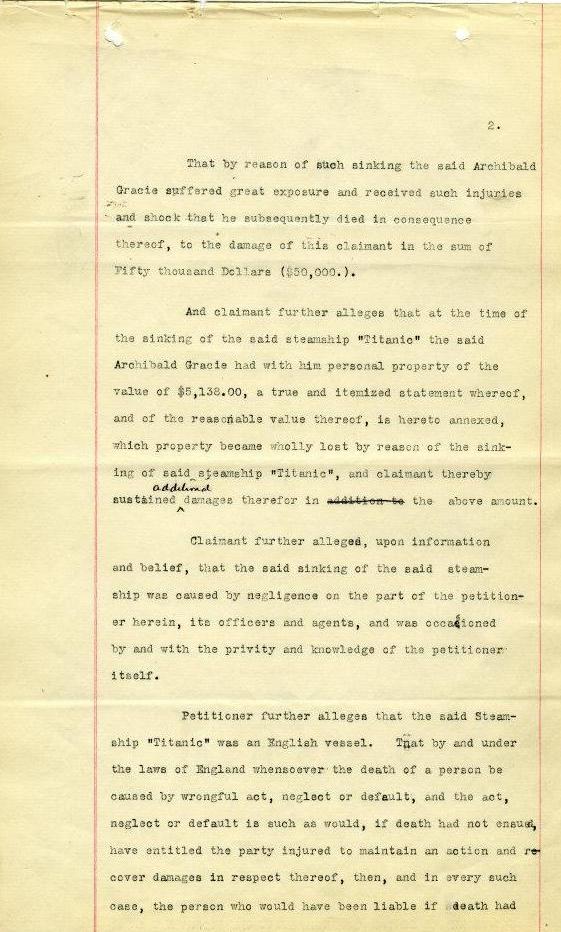 2.
That by reason of such sinking the said Archibald
Gracie suffered great exposure and received such injuries
and shock that he subsequently died in consequence
thereof, to the damage of this claimant in the sum of
Fifty thousand Dollars ($50,000.).
And claimant further alleges that at the time of
the sinking of the said steamship "Titanic" the said
Archibald Gracie had with him personal property of the
value of $5,138.00, a true and itemized statement whereof,
and of the reasonable value thereof, is hereto annexed,
which property became wholly lost by reason of the sink-
ing of said steamship "Titanic", and claimant thereby
additional
sustained damages therefor in addition to the above amount.
Claimant further alleged, upon information
and belief, that the said sinking of the said steam-
ship was caused by negligence on the part of the petition-
er herein, its officers and agents, and was occasioned
by and with the privity and knowledge of the petitioner
itself.
Petitioner further alleges that the said Steam-
ship "Titanic" was an English vessel. That by and under
the laws of England whensoever the death of a person be
caused by wrongful act, neglect or default, and the act,
neglect or default is such as would, if death had not ensued,
have entitled the party injured to maintain an action and re-
cover damages in respect thereof, then, and in every such
case, the person who would have been liable if death had